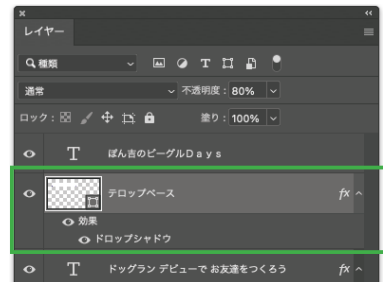 レイヤー
種類
T
通常 不透明度： 80%
ロック： 塗り： 100%
T ぽん吉のビーグルDays
テロップベース fx
効果
ドロップシャドウ
T ドッグラン デビューで お友達をつくろう fx